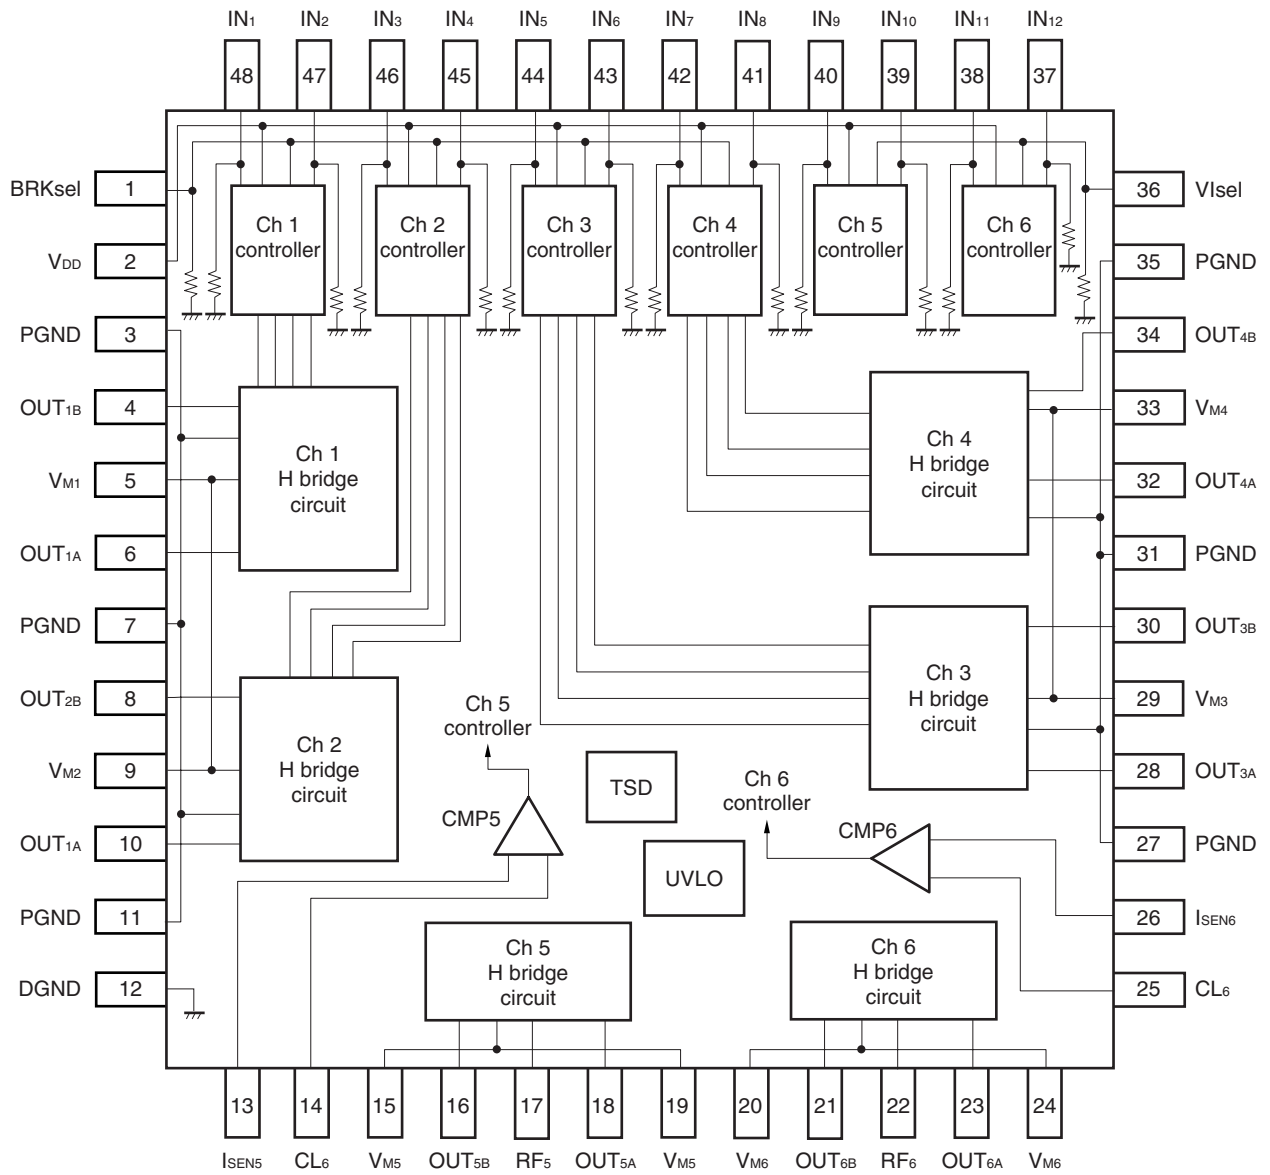 IN1 IN2 IN3 IN4 IN5 IN6 IN7 IN8 IN9 IN10 IN11 IN12
48 47 46 45 44 43 42 41 40 39 38 37
BRKsel 1
VDD 2
PGND 3
OUT1B 4
VM1 5
OUT1A 6
PGND 7
OUT2B 8
VM2 9
OUT1A 10
PGND 11
DGND 12
36 VIsel
35 PGND
34 OUT4B
33 VM4
32 OUT4A
31 PGND
30 OUT3B
29 VM3
28 OUT3A
27 PGND
26 ISEN6
25 CL6
Ch 1
controller
Ch 2
controller
Ch 3
controller
Ch 4
controller
Ch 5
controller
Ch 6
controller
Ch 1
H bridge
circuit
Ch 4
H bridge
circuit
Ch 2
H bridge
circuit
Ch 3
H bridge
circuit
Ch 5
controller
CMP5
TSD
UVLO
Ch 6
controller
CMP6
Ch 5
H bridge
circuit
Ch 6
H bridge
circuit
13 14 15 16 17 18 19 20 21 22 23 24
ISEN5 CL6 VM5 OUT5B RF5 OUT5A VM5 VM6 OUT6B RF6 OUT6A VM6